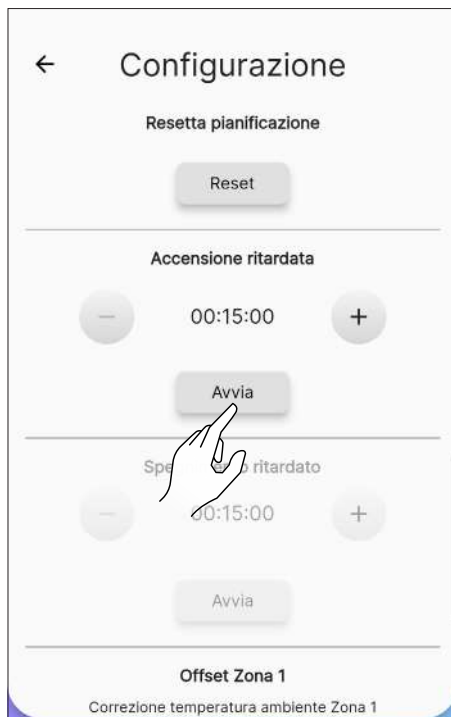 Configurazione
Resetta pianificazione
Reset
Accensione ritardata
− 00:15:00 +
Avvia
ritardato
− 00:15:00 +
Avvia
Offset Zona 1
Correzione temperatura ambiente Zona 1